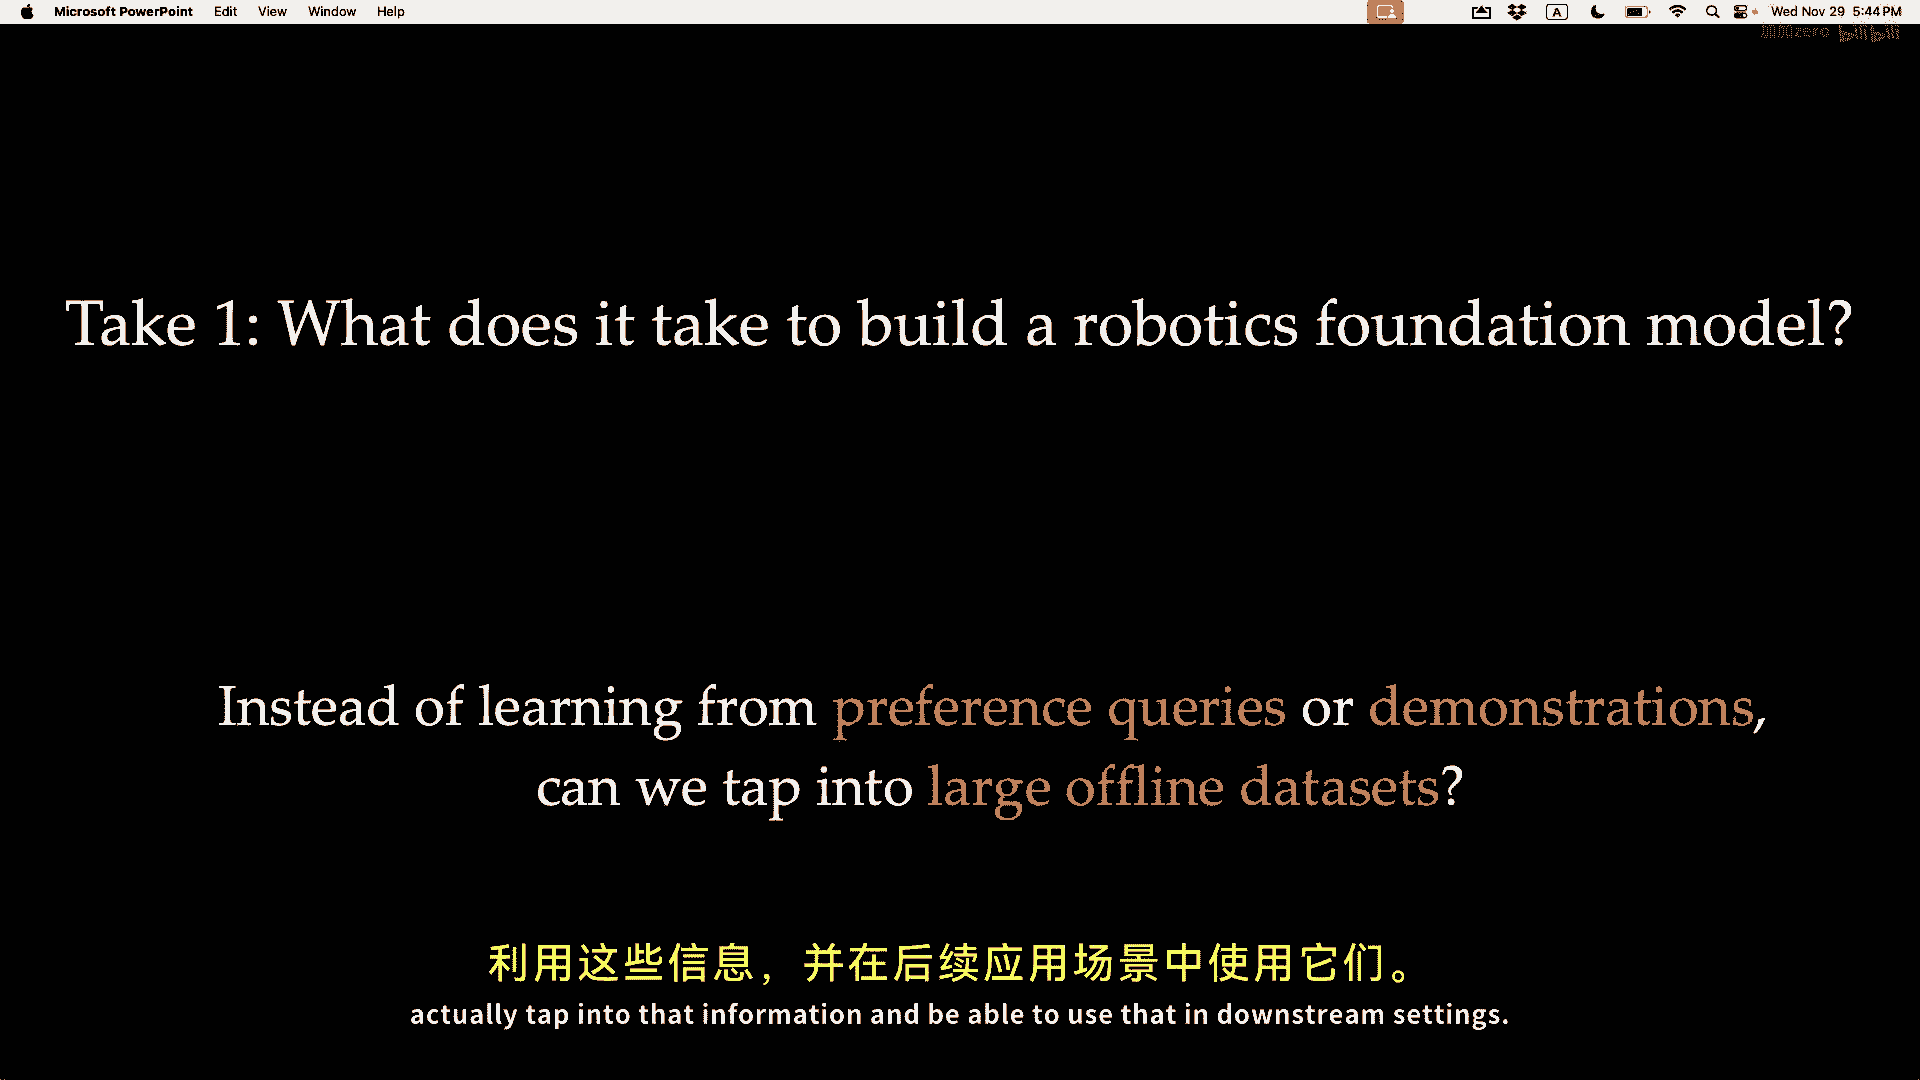 Microsoft PowerPoint Edit View Window Help A Wed Nov 29 5:44 PM
zero bilibili
Take 1: What does it take to build a robotics foundation model?
Instead of learning from preference queries or demonstrations,
can we tap into large offline datasets?
利用这些信息，并在后续应用场景中使用它们。
actually tap into that information and be able to use that in downstream settings.